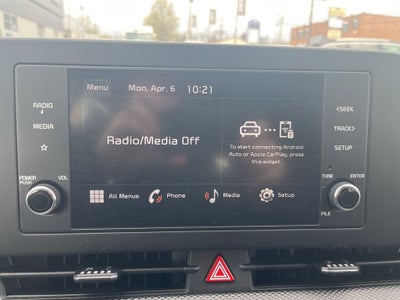 Menu Mon, Apr. 6 10:21
RADIO
MEDIA
<SEEK
TRACK>
SETUP
Radio/Media Off
To start connecting Android
Auto or Apple CarPlay, press
this widget.
POWER
PUSH
VOL
TUNE
ENTER
FILE
All Menus
Phone
Media
Setup